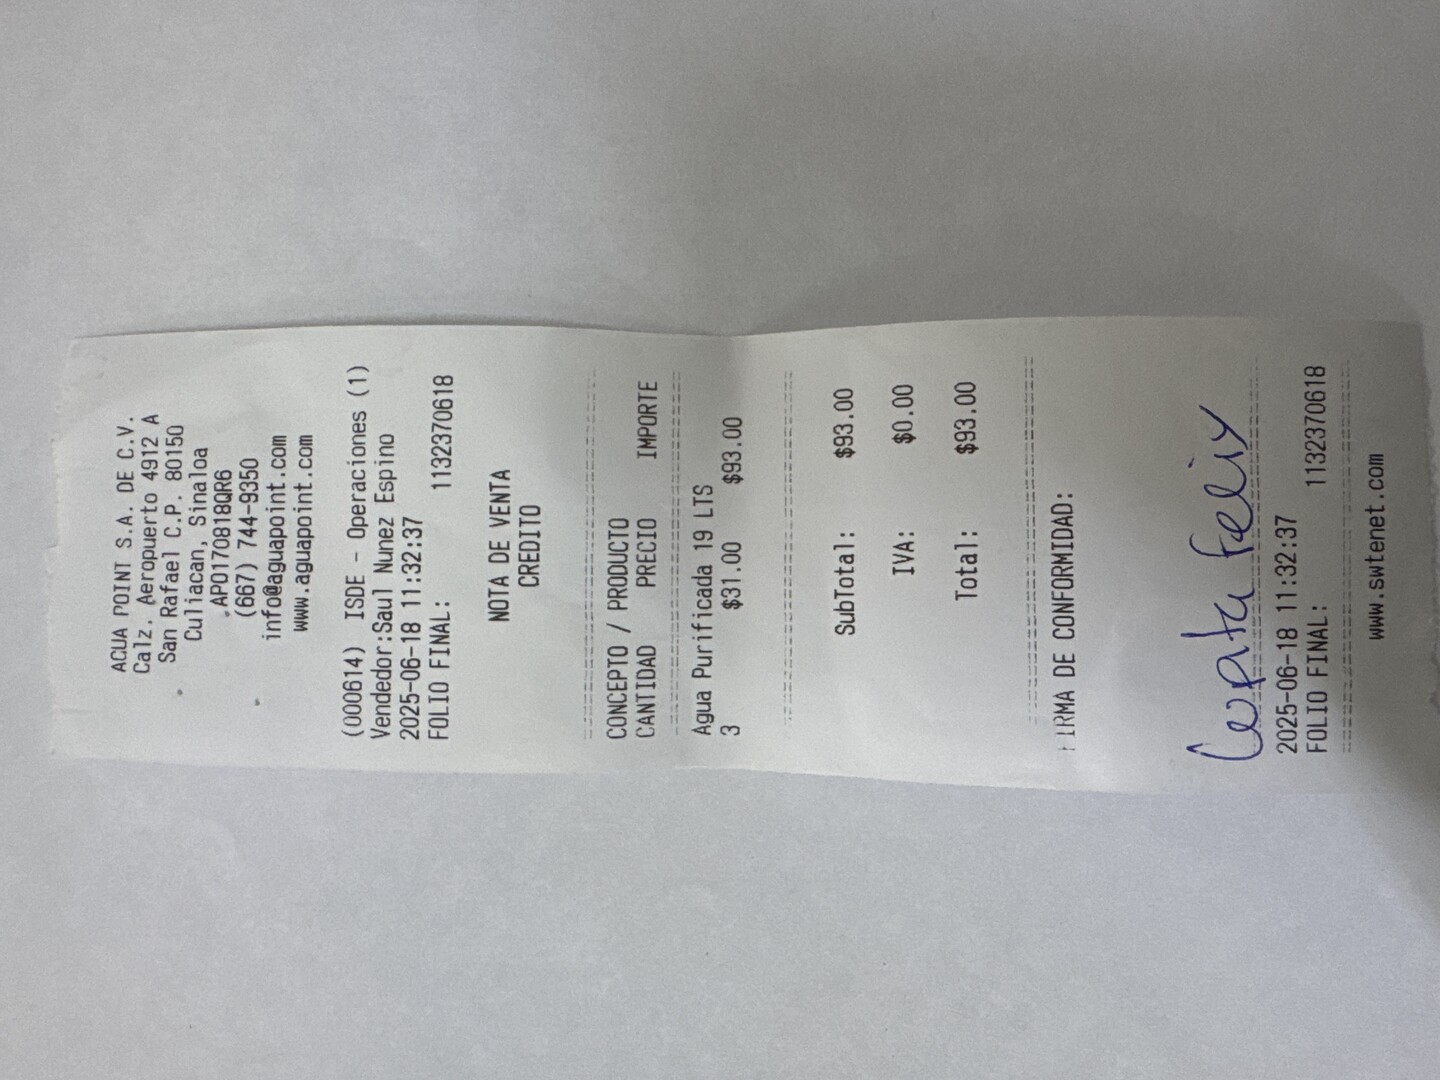 AGUA POINT S.A. DE C.V.
Calz. Aeropuerto 4912 A
San Rafael C.P. 80150
Culiacan, Sinaloa
APO170818QR6
(667) 744-9350
info@aguapoint.com
www.aguapoint.com
(000614) ISDE - Operaciones (1)
Vendedor:Saul Nunez Espino
2025-06-18 11:32:37
FOLIO FINAL: 1132370618
NOTA DE VENTA
CREDITO
CONCEPTO / PRODUCTO
CANTIDAD PRECIO IMPORTE
Agua Purificada 19 LTS
3 $31.00 $93.00
SubTotal: $93.00
IVA: $0.00
Total: $93.00
FIRMA DE CONFORMIDAD:
Felix
2025-06-18 11:32:37
FOLIO FINAL: 1132370618
www.swtenet.com